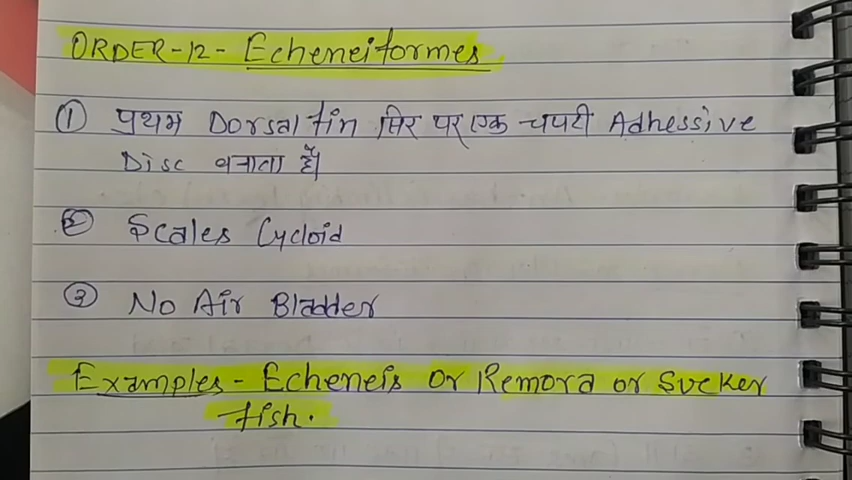 ORDER-12- Echeneiformes
① प्रथम Dorsal fin सिर पर एक चपटी Adhessive
Disc बनाता है।
② Scales Cycloid
③ No Air Bladder
Examples - Echeneis or Remora or Sucker
fish.